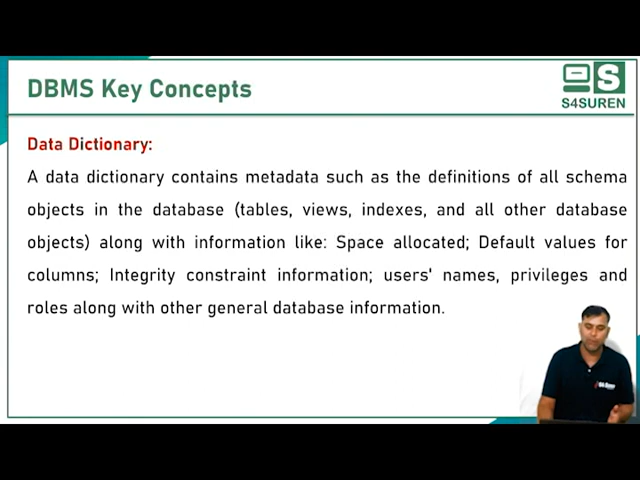 DBMS Key Concepts
S
S4SUREN
Data Dictionary:
A data dictionary contains metadata such as the definitions of all schema
objects in the database (tables, views, indexes, and all other database
objects) along with information like: Space allocated; Default values for
columns; Integrity constraint information; users' names, privileges and
roles along with other general database information.